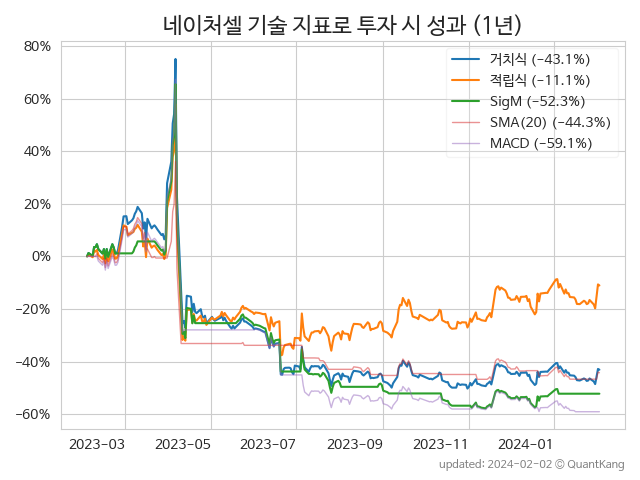 네이처셀 기술 지표로 투자 시 성과 (1년)
80%
60%
40%
20%
0%
−20%
−40%
−60%
거치식 (−43.1%)
적립식 (−11.1%)
SigM (−52.3%)
SMA(20) (−44.3%)
MACD (−59.1%)
2023-03
2023-05
2023-07
2023-09
2023-11
2024-01
updated: 2024-02-02 © QuantKang